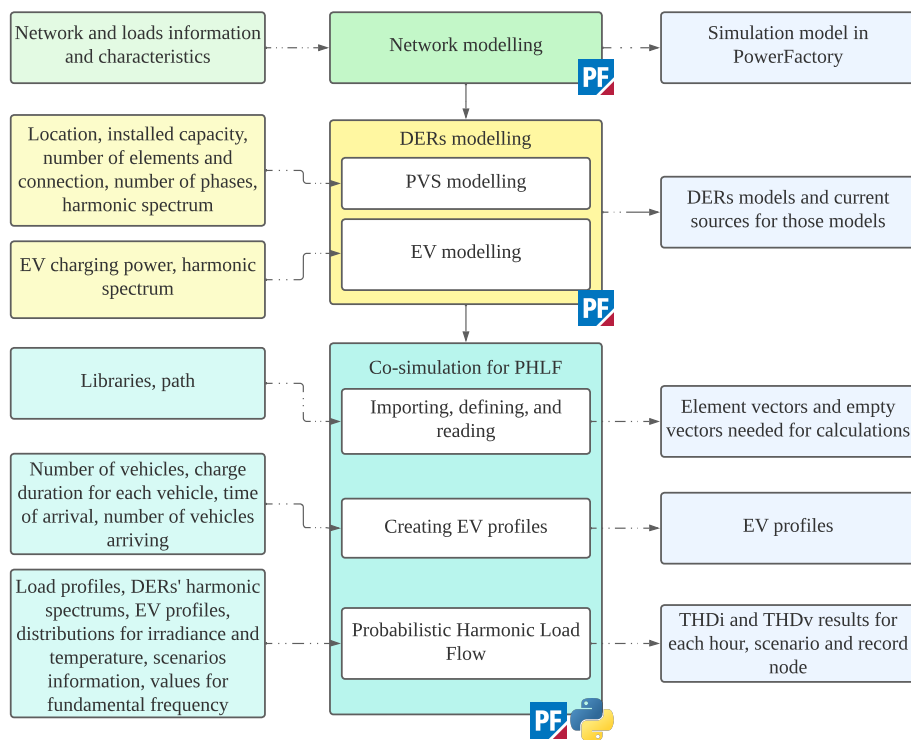 Network and loads information
and characteristics
Network modelling
PF
Simulation model in
PowerFactory
Location, installed capacity,
number of elements and
connection, number of phases,
harmonic spectrum
EV charging power, harmonic
spectrum
DERs modelling
PVS modelling
EV modelling
PF
DERs models and current
sources for those models
Libraries, path
Number of vehicles, charge
duration for each vehicle, time
of arrival, number of vehicles
arriving
Load profiles, DERs' harmonic
spectrums, EV profiles,
distributions for irradiance and
temperature, scenarios
information, values for
fundamental frequency
Co-simulation for PHLF
Importing, defining, and
reading
Creating EV profiles
Probabilistic Harmonic Load
Flow
PF
Element vectors and empty
vectors needed for calculations
EV profiles
THDi and THDv results for
each hour, scenario and record
node